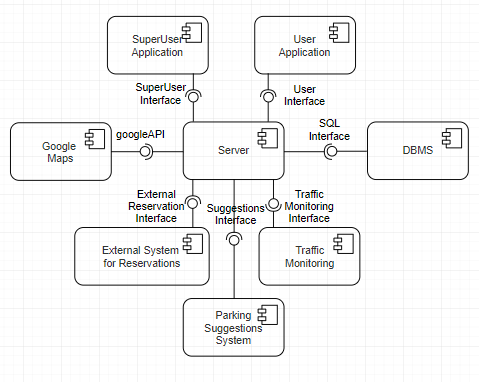 SuperUser
Application
User
Application
SuperUser
Interface
User
Interface
SQL
Interface
googleAPI
Google
Maps
Server
DBMS
External
Reservation
Interface
Suggestions
Interface
Traffic
Monitoring
Interface
External System
for Reservations
Traffic
Monitoring
Parking
Suggestions
System